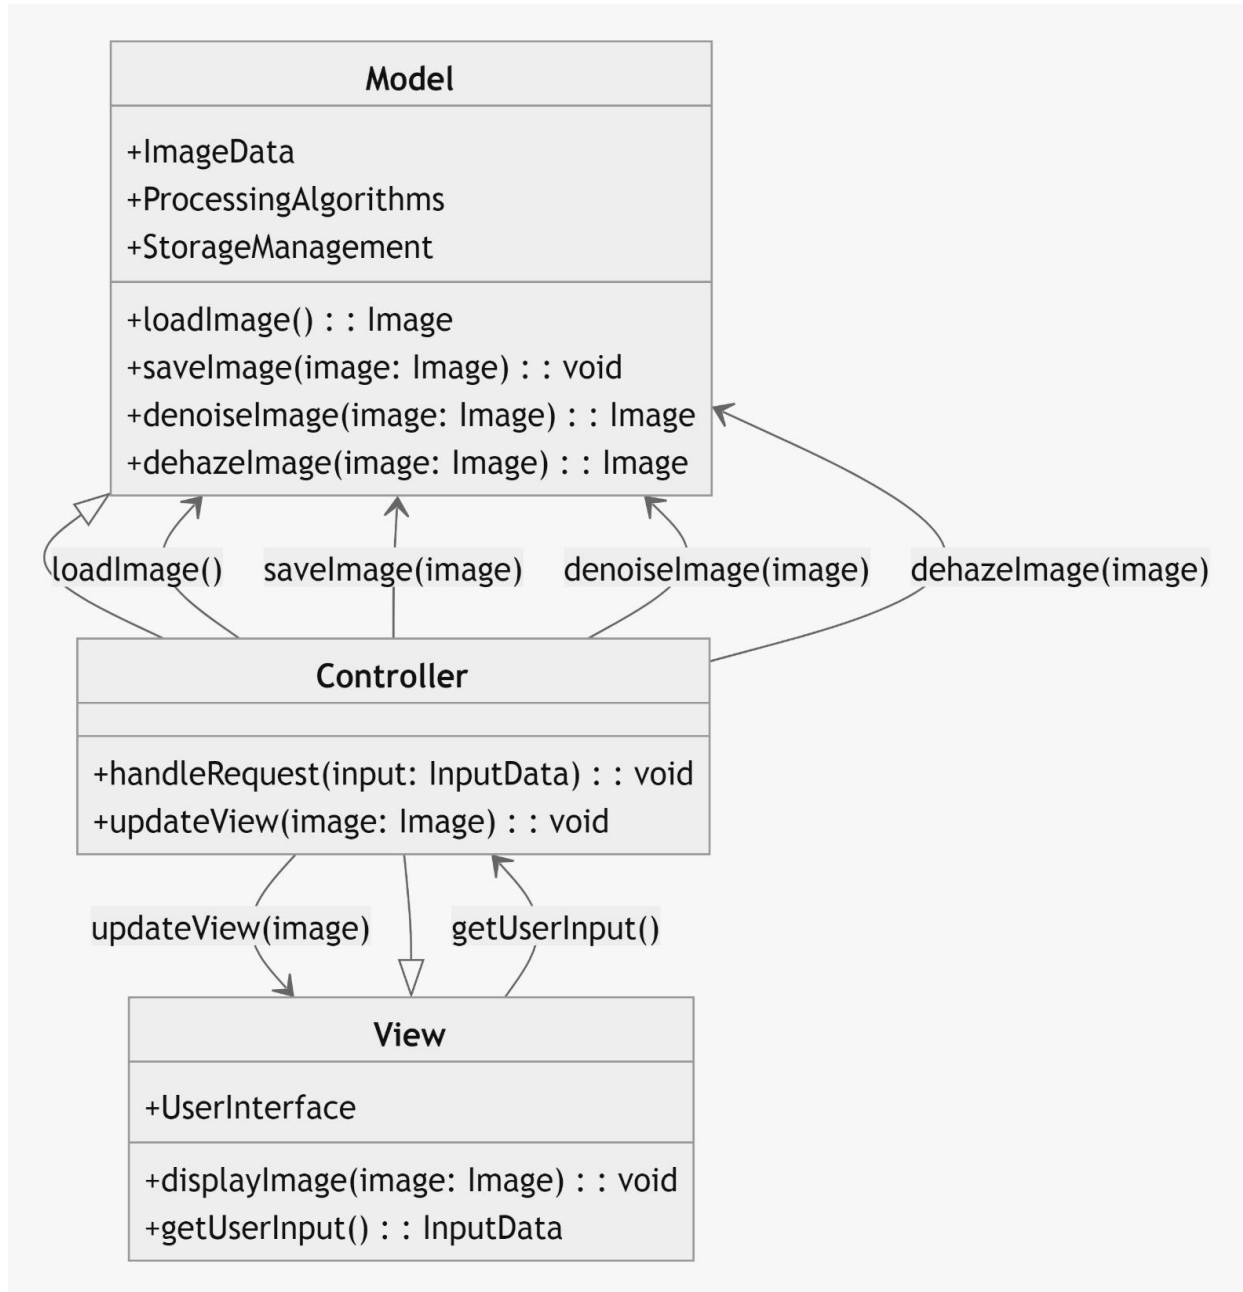 Model
+ImageData
+ProcessingAlgorithms
+StorageManagement
+loadImage() : : Image
+saveImage(image: Image) : : void
+denoiseImage(image: Image) : : Image
+dehazeImage(image: Image) : : Image
loadImage()
saveImage(image)
denoiseImage(image)
dehazeImage(image)
Controller
+handleRequest(input: InputData) : : void
+updateView(image: Image) : : void
updateView(image)
getUserInput()
View
+UserInterface
+displayImage(image: Image) : : void
+getUserInput() : : InputData